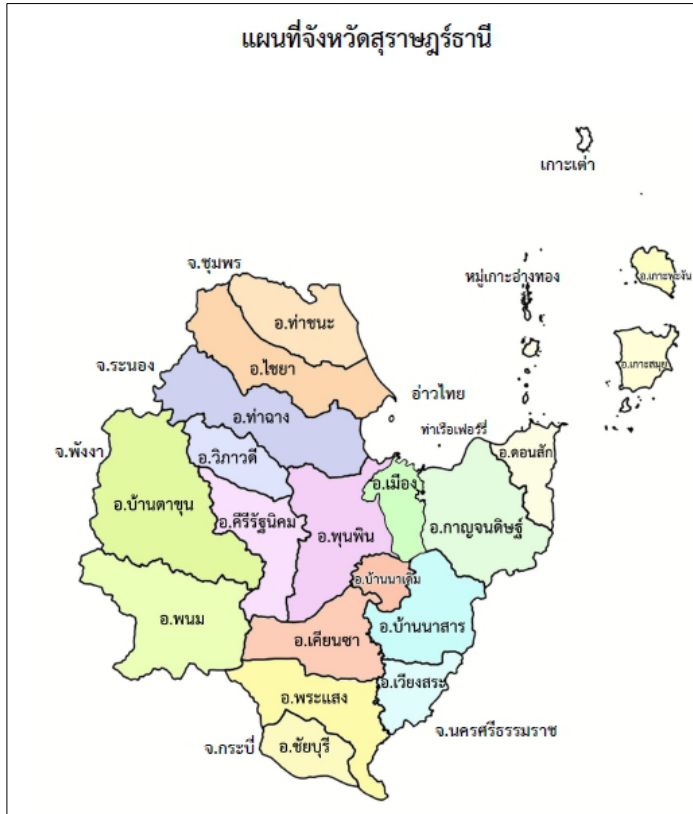 แผนที่จังหวัดสุราษฎร์ธานี
เกาะเต่า
จ.ชุมพร
หมู่เกาะอ่างทอง
อ.เกาะพะงัน
อ.ท่าชนะ
จ.ระนอง
อ.ไชยา
อ.เกาะสมุย
อ่าวไทย
อ.ท่าฉาง
ท่าเรือเฟอร์รี่
จ.พังงา
อ.วิภาวดี
อ.ดอนสัก
อ.เมือง
อ.บ้านตาขุน
อ.คีรีรัฐนิคม
อ.พุนพิน
อ.กาญจนดิษฐ์
อ.บ้านนาเดิม
อ.พนม
อ.เคียนซา
อ.บ้านนาสาร
อ.เวียงสระ
อ.พระแสง
จ.นครศรีธรรมราช
จ.กระบี่
อ.ชัยบุรี